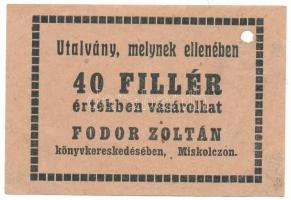 Utalvány, melynek ellenében
40 FILLÉR
értékben vásárolhat
FODOR ZOLTÁN
könyvkereskedésében, Miskolczon.